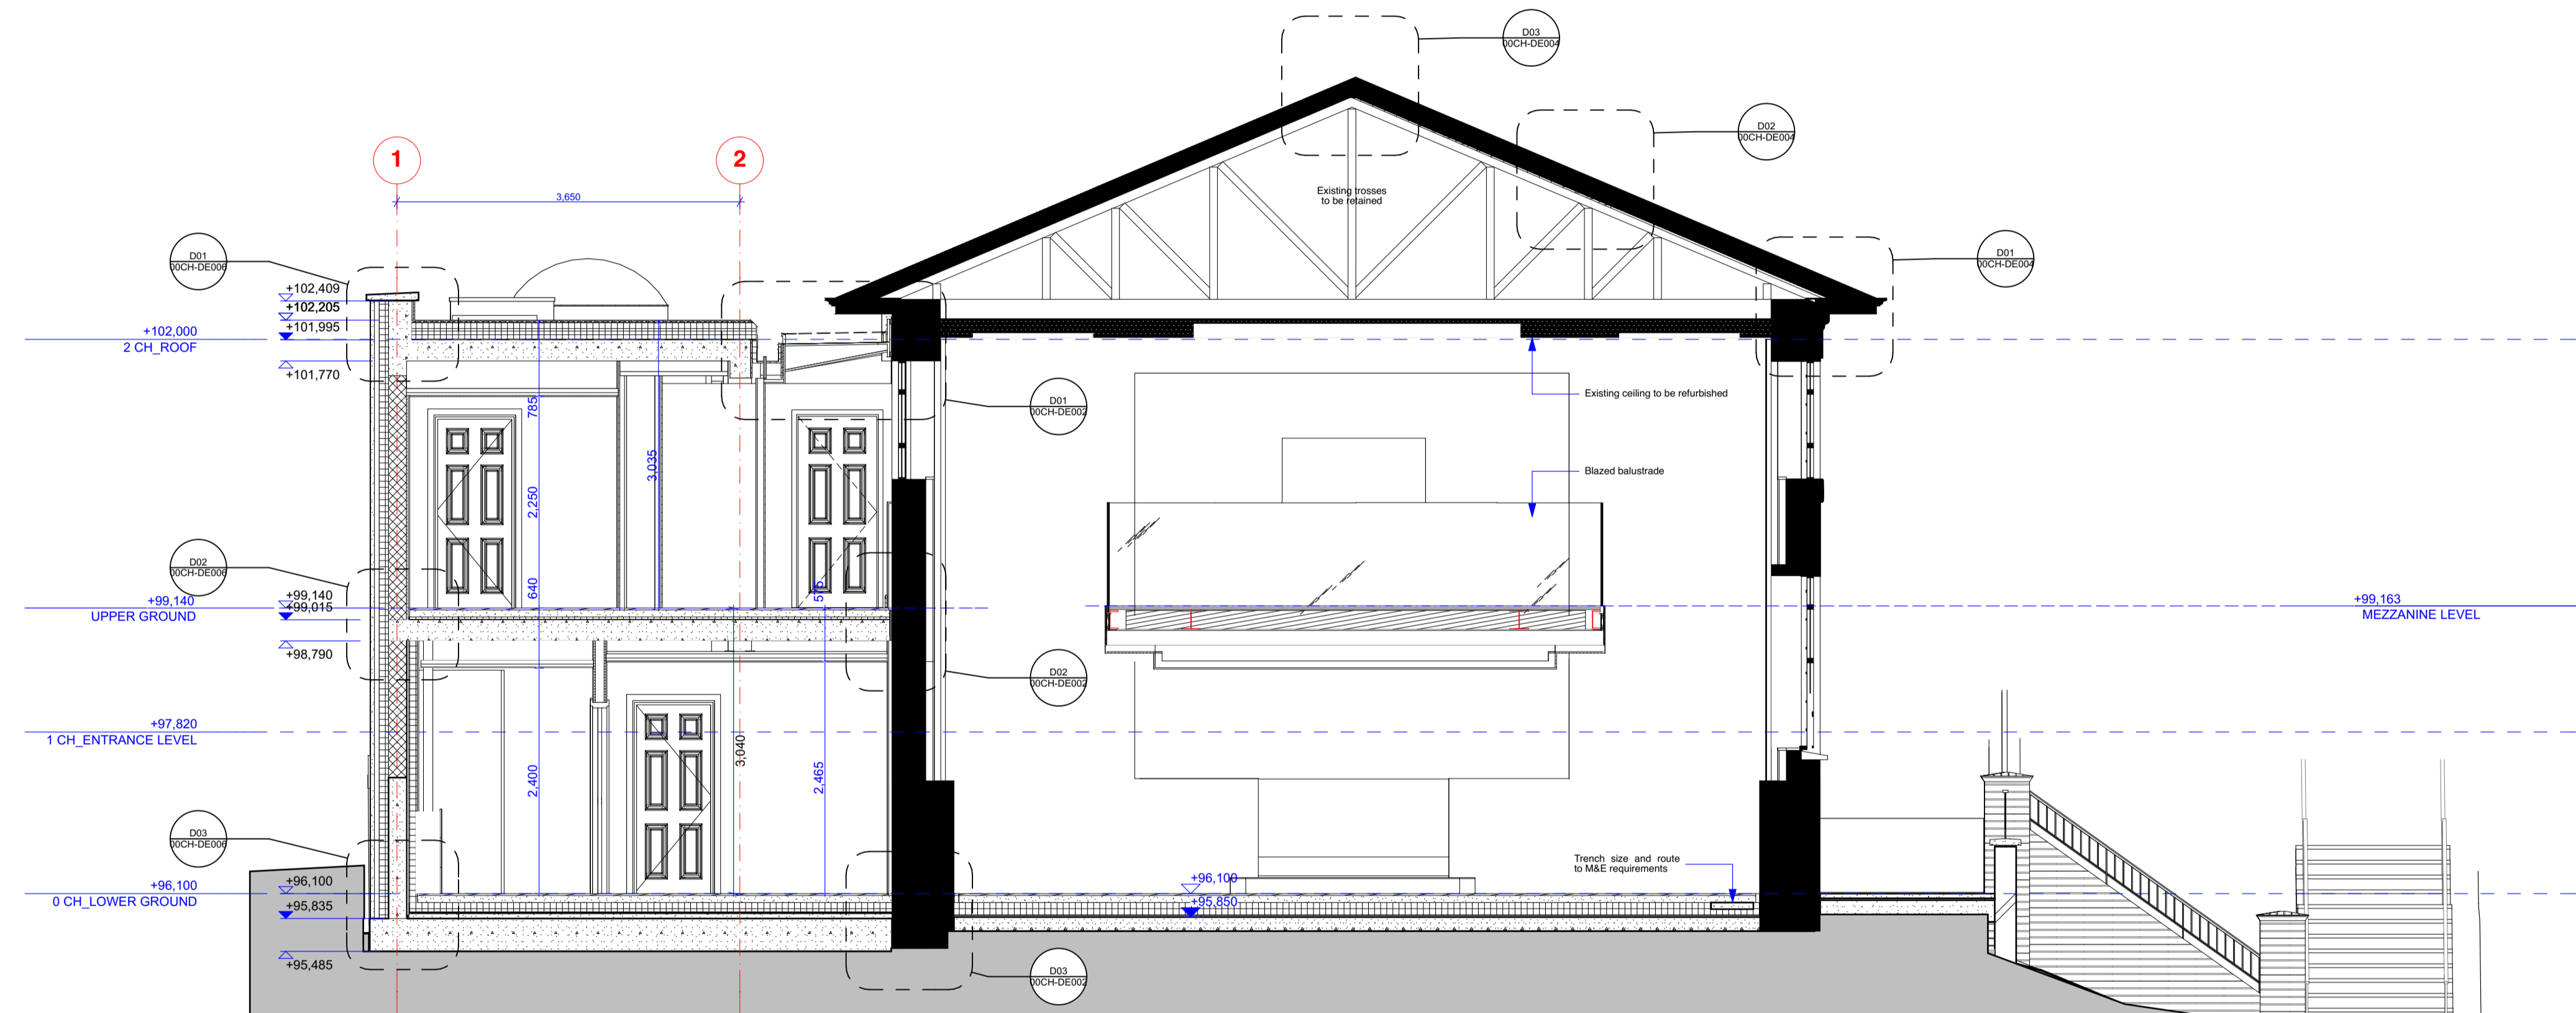 D03
00CH-DE004
D02
00CH-DE004
1
2
Existing trosses
to be retained
3,650
D01
00CH-DE006
D01
00CH-DE004
+102,409
+102,205
+101,995
+102,000
2 CH_ROOF
+101,770
Existing ceiling to be refurbished
785
D01
00CH-DE002
3,035
Blazed balustrade
2,250
D02
00CH-DE006
640
575
+99,140
UPPER GROUND
+99,140
+99,015
+99,163
MEZZANINE LEVEL
+98,790
D02
00CH-DE002
+97,820
1 CH_ENTRANCE LEVEL
3,040
2,400
2,465
D03
00CH-DE006
Trench size and route
to M&E requirements
+96,100
0 CH_LOWER GROUND
+96,100
+95,835
+96,100
+95,850
+95,485
D03
00CH-DE002